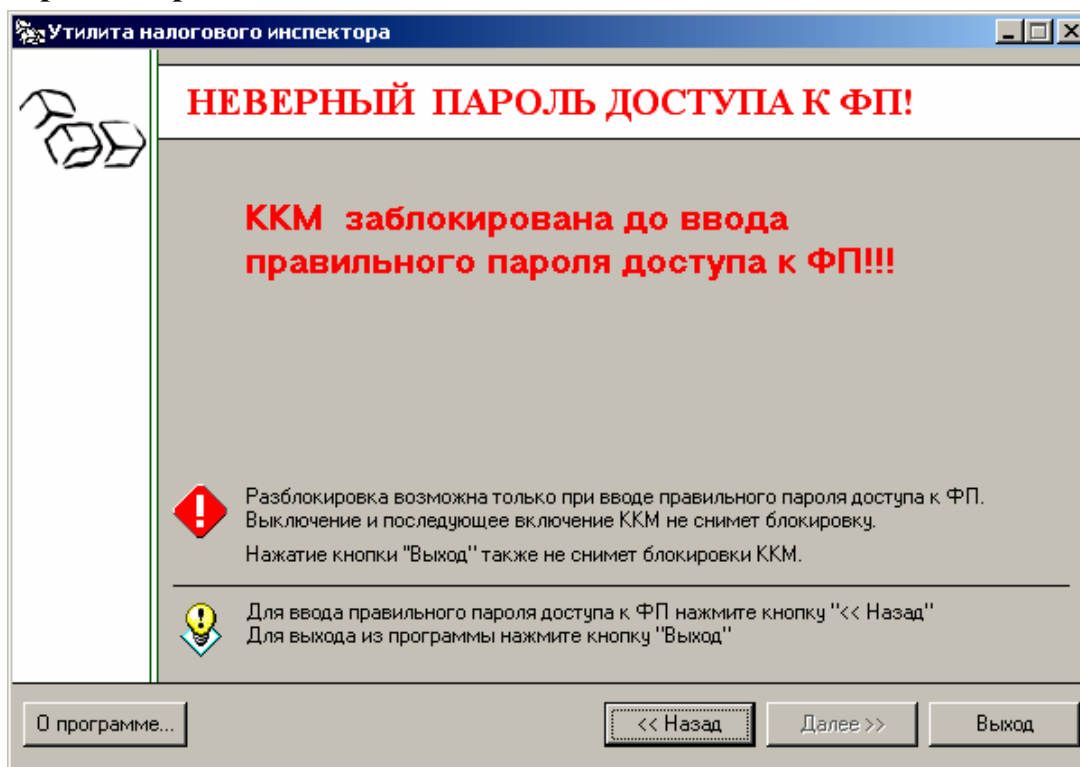 Утилита налогового инспектора
НЕВЕРНЫЙ ПАРОЛЬ ДОСТУПА К ФП!
ККМ заблокирована до ввода
правильного пароля доступа к ФП!!!
Разблокировка возможна только при вводе правильного пароля доступа к ФП.
Выключение и последующее включение ККМ не снимет блокировку.
Нажатие кнопки "Выход" также не снимет блокировки ККМ.
Для ввода правильного пароля доступа к ФП нажмите кнопку "<< Назад"
Для выхода из программы нажмите кнопку "Выход"
О программе...
<< Назад
Далее >>
Выход